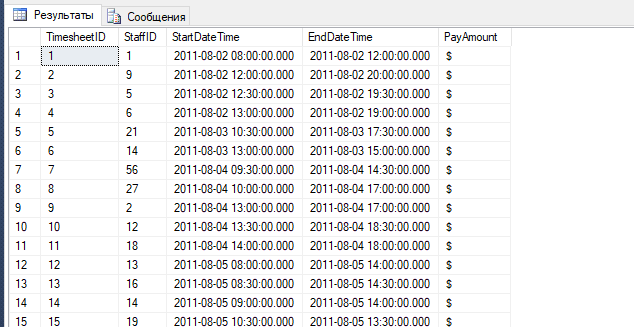 Результаты Сообщения
TimesheetID StaffID StartDateTime EndDateTime PayAmount
1 1 1 2011-08-02 08:00:00.000 2011-08-02 12:00:00.000 $
2 2 9 2011-08-02 12:00:00.000 2011-08-02 20:00:00.000 $
3 3 5 2011-08-02 12:30:00.000 2011-08-02 19:30:00.000 $
4 4 6 2011-08-02 13:00:00.000 2011-08-02 19:00:00.000 $
5 5 21 2011-08-03 10:30:00.000 2011-08-03 17:30:00.000 $
6 6 14 2011-08-03 13:00:00.000 2011-08-03 15:00:00.000 $
7 7 56 2011-08-04 09:30:00.000 2011-08-04 14:30:00.000 $
8 8 27 2011-08-04 10:00:00.000 2011-08-04 17:00:00.000 $
9 9 2 2011-08-04 13:00:00.000 2011-08-04 17:00:00.000 $
10 10 12 2011-08-04 13:30:00.000 2011-08-04 18:30:00.000 $
11 11 18 2011-08-04 14:00:00.000 2011-08-04 18:00:00.000 $
12 12 13 2011-08-05 08:00:00.000 2011-08-05 14:00:00.000 $
13 13 16 2011-08-05 08:30:00.000 2011-08-05 14:30:00.000 $
14 14 14 2011-08-05 09:00:00.000 2011-08-05 14:00:00.000 $
15 15 19 2011-08-05 10:30:00.000 2011-08-05 13:30:00.000 $